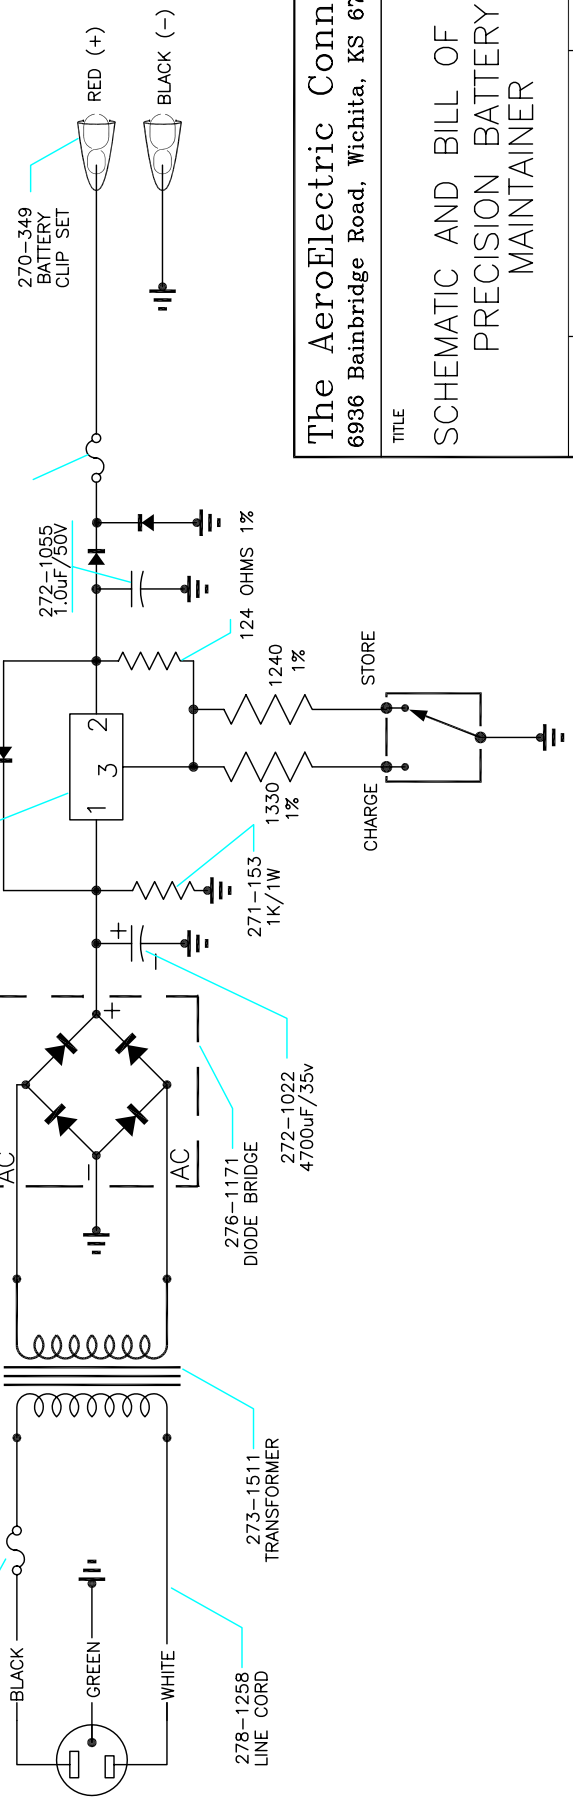 BLACK
GREEN
WHITE
278-1258
LINE CORD
273-1511
TRANSFORMER
AC
AC
-
+
276-1171
DIODE BRIDGE
+
-
272-1022
4700uF/35v
271-153
1K/1W
1
2
3
1330
1%
1240
1%
124 OHMS 1%
CHARGE
STORE
272-1055
1.0uF/50V
270-349
BATTERY
CLIP SET
RED (+)
BLACK (-)
The AeroElectric Conn
6936 Bainbridge Road, Wichita, KS 67
TITLE
SCHEMATIC AND BILL OF
PRECISION BATTERY
MAINTAINER